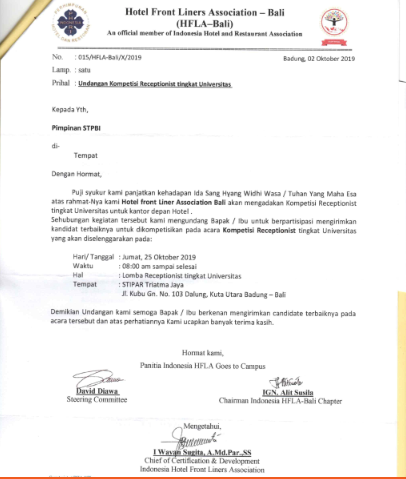 Hotel Front Liners Association – Bali
(HFLA–Bali)
An official member of Indonesia Hotel and Restaurant Association
No. : 015/HFLA-Bali/X/2019 Badung, 02 Oktober 2019
Lamp. : satu
Prihal : Undangan Kompetisi Receptionist tingkat Universitas
Kepada Yth,
Pimpinan STPBI
di-
Tempat
Dengan Hormat,
Puji syukur kami panjatkan kehadapan Ida Sang Hyang Widhi Wasa / Tuhan Yang Maha Esa
atas rahmat-Nya kami Hotel front Liner Association Bali akan mengadakan Kompetisi Receptionist
tingkat Universitas untuk kantor depan Hotel .
Sehubungan kegiatan tersebut kami mengundang Bapak / Ibu untuk berpartisipasi mengirimkan
kandidat terbaiknya untuk dikompetisikan pada acara Kompetisi Receptionist tingkat Universitas
yang akan diselenggarakan pada:
Hari/ Tanggal : Jumat, 25 Oktober 2019
Waktu : 08:00 am sampai selesai
Hal : Lomba Receptionist tingkat Universitas
Tempat : STIPAR Triatma Jaya
Jl. Kubu Gn. No. 103 Dalung, Kuta Utara Badung – Bali
Demikian Undangan kami semoga Bapak / Ibu berkenan mengirimkan candidate terbaiknya pada
acara tersebut dan atas perhatiannya Kami ucapkan banyak terima kasih.
Hormat kami,
Panitia Indonesia HFLA Goes to Campus
David Diawa IGN. Alit Susila
Steering Committee Chairman Indonesia HFLA-Bali Chapter
Mengetahui,
I Wayan Sugita, A.Md.Par.,SS
Chief of Certification & Development
Indonesia Hotel Front Liners Association